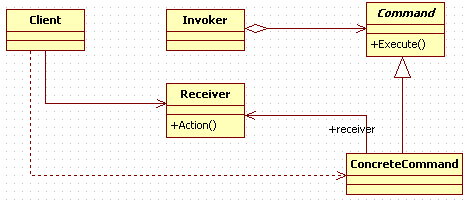 Client
Invoker
Command
+Execute()
Receiver
+Action()
+receiver
ConcreteCommand